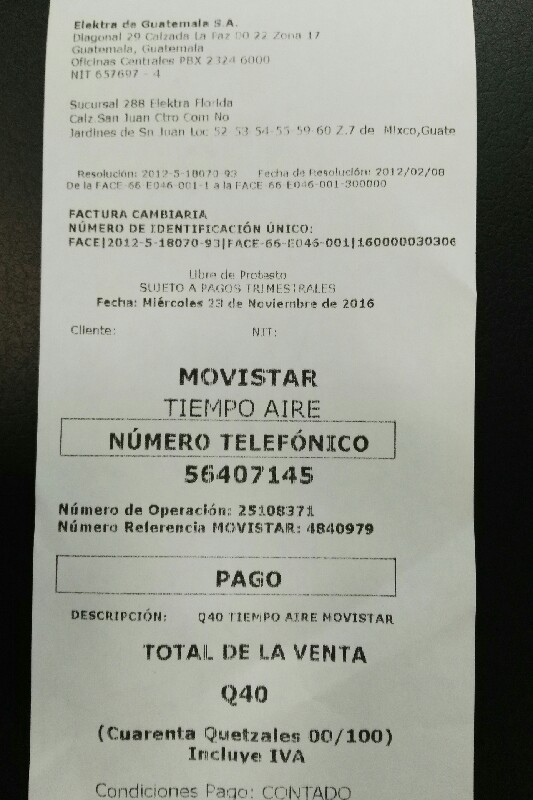 Elektra de Guatemala S.A.
Diagonal 29 Calzada La Paz 00 22 Zona 17
Guatemala, Guatemala
Oficinas Centrales PBX 2324 6000
NIT 657697 - 4
Sucursal 288 Elektra Florida
Calz San Juan Ctro Com No
Jardines de Sn Juan Loc 52 53 54-55 59 60 Z.7 de Mixco,Guate
Resolución: 2012-5-18070-93 Fecha de Resolución: 2012/02/08
De la FACE 66 E046-001-1 a la FACE 66 E046-001-300000
FACTURA CAMBIARIA
NÚMERO DE IDENTIFICACIÓN ÚNICO:
FACE|2012-5-18070-93|FACE-66-E046-001|160000030306
Libre de Protasto
SUJETO A PAGOS TRIMESTRALES
Fecha: Miércoles 23 de Noviembre de 2016
Cliente: NIT:
MOVISTAR
TIEMPO AIRE
NÚMERO TELEFÓNICO
56407145
Número de Operación: 25108371
Número Referencia MOVISTAR: 4840979
PAGO
DESCRIPCIÓN: Q40 TIEMPO AIRE MOVISTAR
TOTAL DE LA VENTA
Q40
(Cuarenta Quetzales 00/100)
Incluye IVA
Condiciones Pago: CONTADO